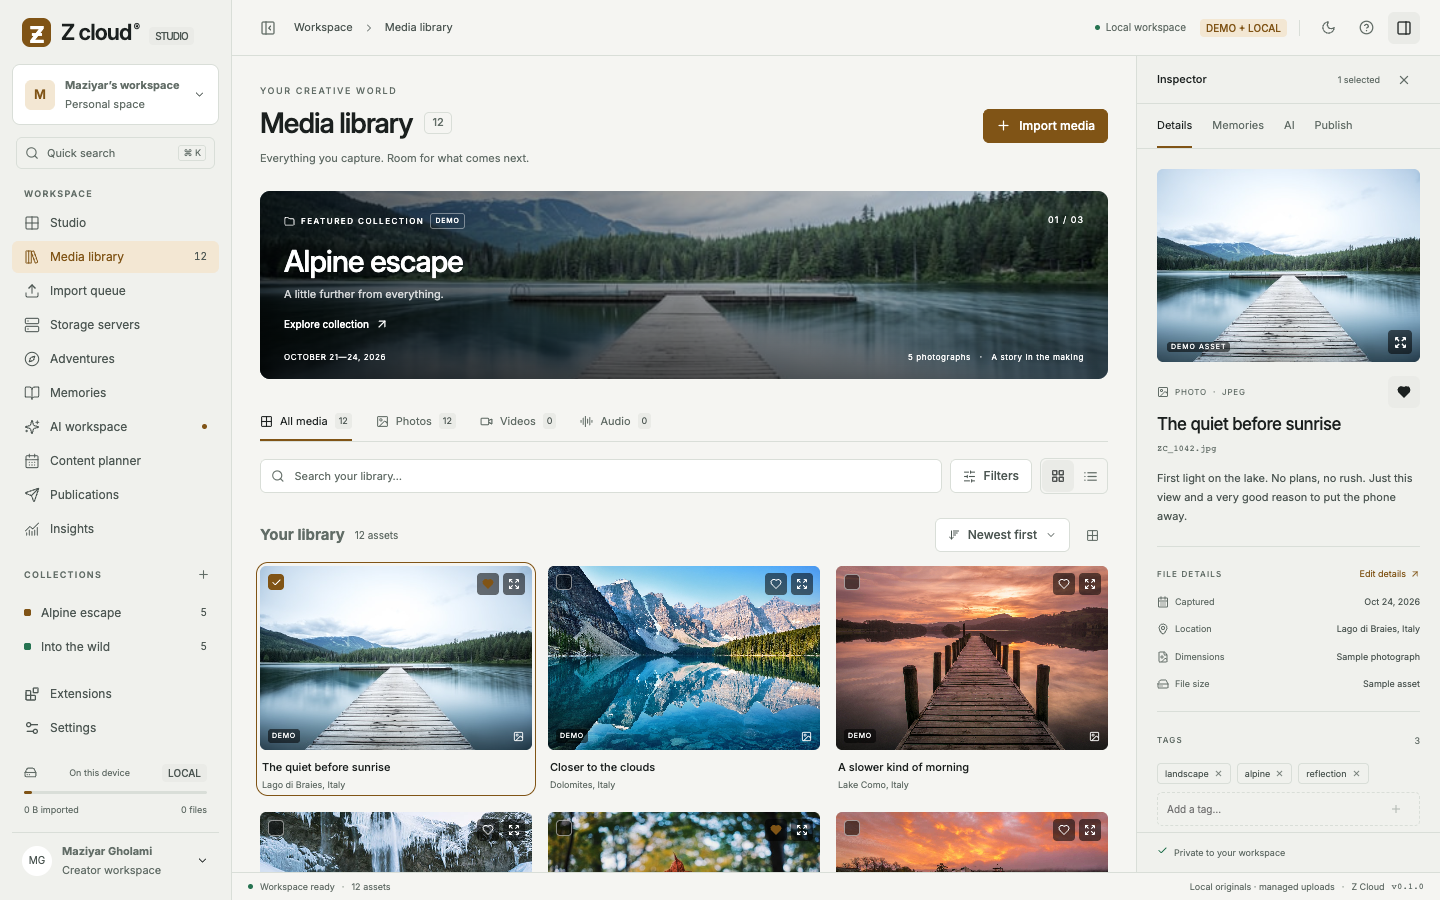 Z cloud®
STUDIO
M
Maziyar’s workspace
Personal space
Quick search
⌘ K
WORKSPACE
Studio
Media library 12
Import queue
Storage servers
Adventures
Memories
AI workspace
Content planner
Publications
Insights
COLLECTIONS
Alpine escape 5
Into the wild 5
Extensions
Settings
On this device LOCAL
0 B imported 0 files
MG
Maziyar Gholami
Creator workspace
Workspace > Media library
Local workspace
DEMO + LOCAL
YOUR CREATIVE WORLD
Media library 12
Everything you capture. Room for what comes next.
Import media
FEATURED COLLECTION DEMO
01 / 03
Alpine escape
A little further from everything.
Explore collection
OCTOBER 21—24, 2026
5 photographs · A story in the making
All media 12
Photos 12
Videos 0
Audio 0
Search your library...
Filters
Your library 12 assets
Newest first
DEMO
The quiet before sunrise
Lago di Braies, Italy
DEMO
Closer to the clouds
Dolomites, Italy
DEMO
A slower kind of morning
Lake Como, Italy
Workspace ready · 12 assets
Inspector
1 selected
Details
Memories
AI
Publish
DEMO ASSET
PHOTO · JPEG
The quiet before sunrise
ZC_1042.jpg
First light on the lake. No plans, no rush. Just this
view and a very good reason to put the phone
away.
FILE DETAILS
Edit details
Captured Oct 24, 2026
Location Lago di Braies, Italy
Dimensions Sample photograph
File size Sample asset
TAGS 3
landscape ×
alpine ×
reflection ×
Add a tag... +
Private to your workspace
Local originals · managed uploads · Z Cloud v0.1.0